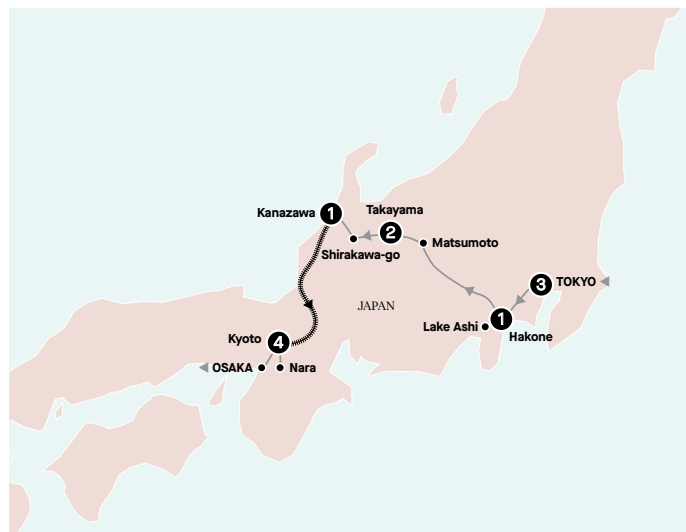 Kanazawa
1
Takayama
2
Shirakawa-go
Matsumoto
3
TOKYO
JAPAN
Lake Ashi
1
Hakone
Kyoto
4
OSAKA
Nara